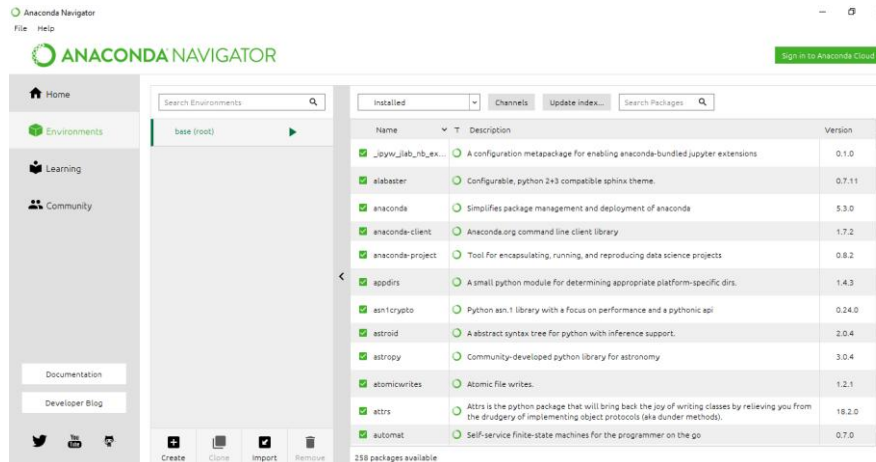 Anaconda Navigator
File Help
ANACONDA NAVIGATOR
Sign in to Anaconda Cloud
Home
Environments
Learning
Community
Documentation
Developer Blog
You Tube
Search Environments
base (root)
Create Clone Import Remove
Installed Channels Update index... Search Packages
Name T Description Version
_ipyw_jlab_nb_ex... A configuration metapackage for enabling anaconda-bundled jupyter extensions 0.1.0
alabaster Configurable, python 2+3 compatible sphinx theme. 0.7.11
anaconda Simplifies package management and deployment of anaconda 5.3.0
anaconda-client Anaconda.org command line client library 1.7.2
anaconda-project Tool for encapsulating, running, and reproducing data science projects 0.8.2
appdirs A small python module for determining appropriate platform-specific dirs. 1.4.3
asn1crypto Python asn.1 library with a focus on performance and a pythonic api 0.24.0
astroid A abstract syntax tree for python with inference support. 2.0.4
astropy Community-developed python library for astronomy 3.0.4
atomicwrites Atomic file writes. 1.2.1
attrs Attrs is the python package that will bring back the joy of writing classes by relieving you from
the drudgery of implementing object protocols (aka dunder methods). 18.2.0
automat Self-service finite-state machines for the programmer on the go 0.7.0
258 packages available